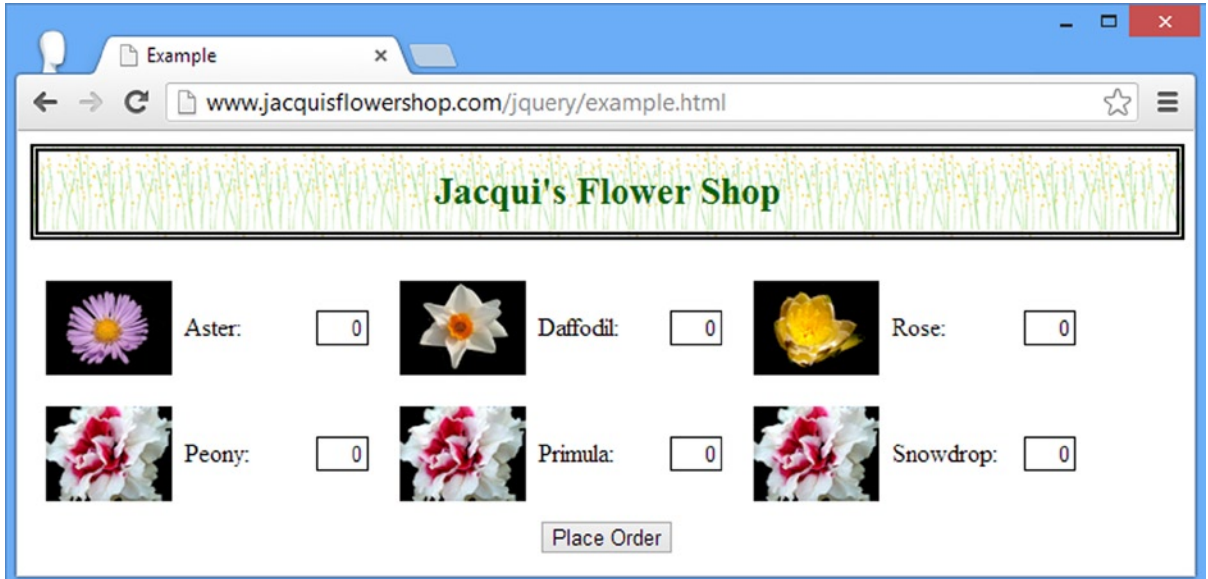 Example
www.jacquisflowershop.com/jquery/example.html
Jacqui's Flower Shop
Aster: 0 Daffodil: 0 Rose: 0
Peony: 0 Primula: 0 Snowdrop: 0
Place Order